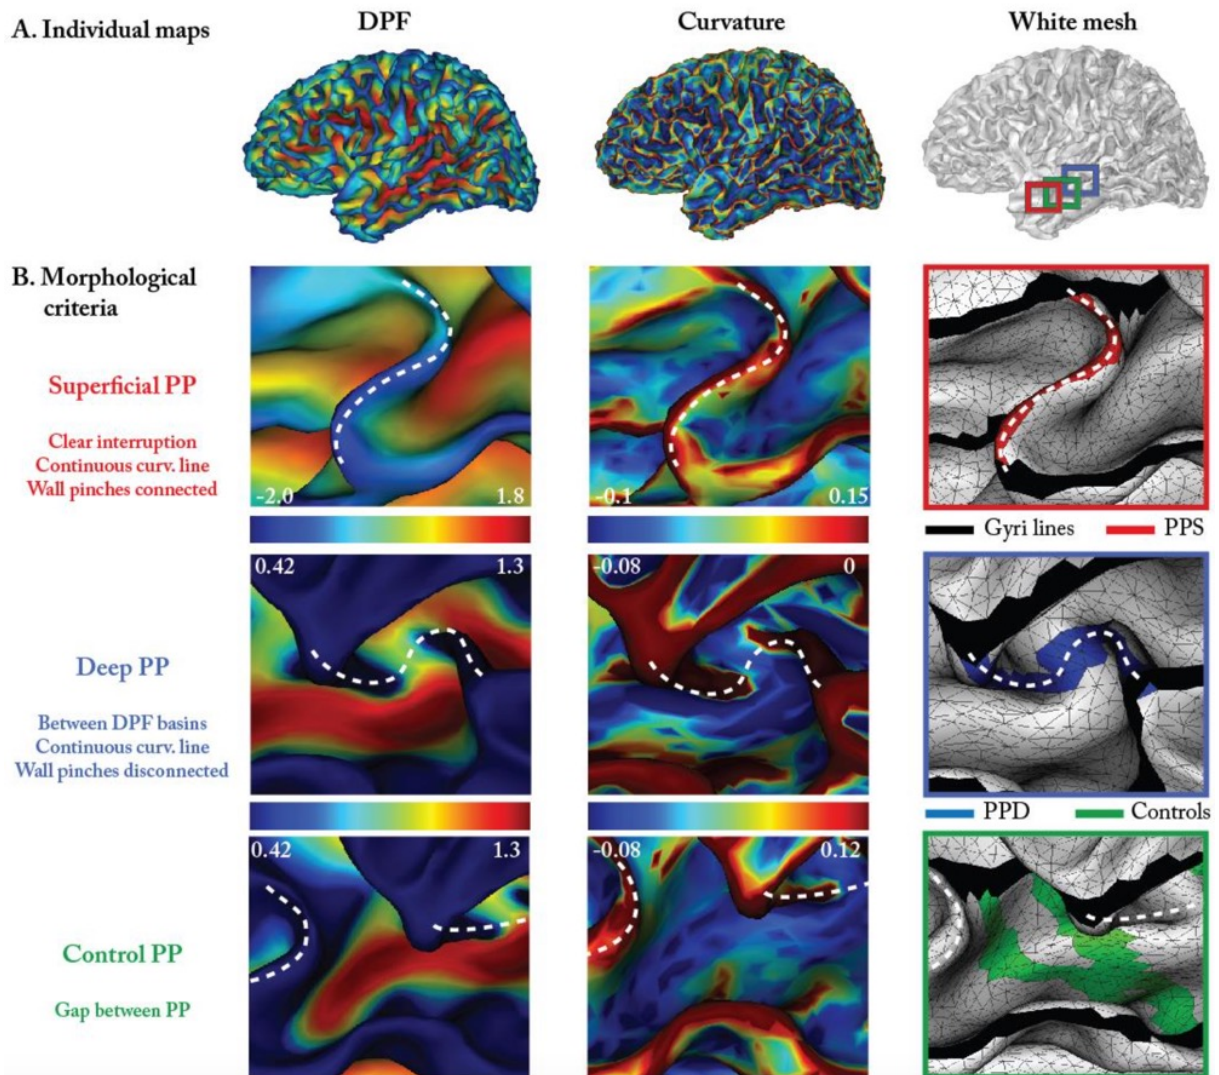 A. Individual maps
DPF
Curvature
White mesh
B. Morphological
criteria
Superficial PP
Clear interruption
Continuous curv. line
Wall pinches connected
-2.0
1.8
-0.1
0.15
Gyri lines
PPS
Deep PP
Between DPF basins
Continuous curv. line
Wall pinches disconnected
0.42
1.3
-0.08
0
PPD
Controls
Control PP
Gap between PP
0.42
1.3
-0.08
0.12